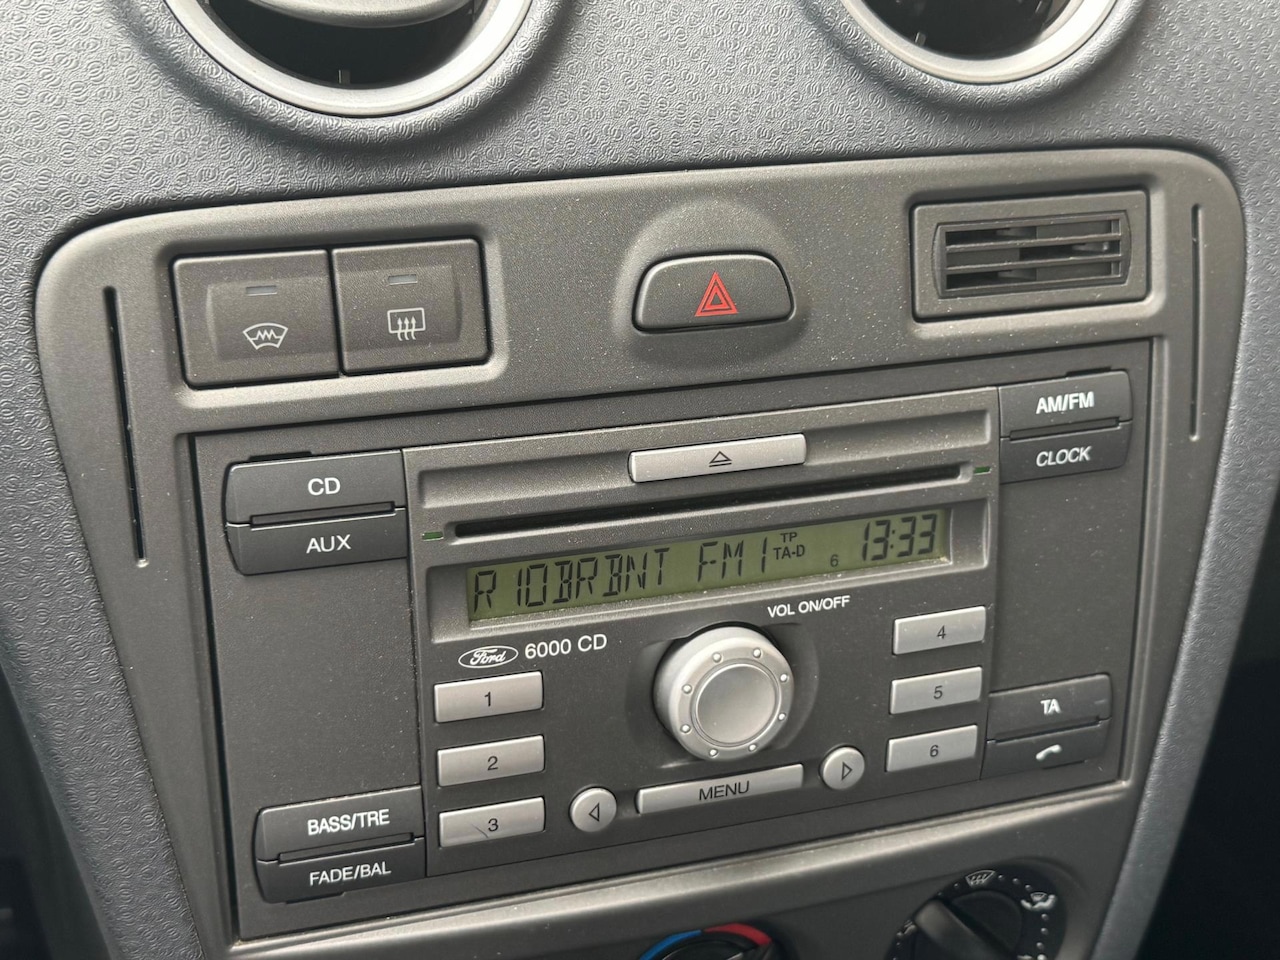 CD
AUX
AM/FM
CLOCK
R10BRBNT FM1 TP TA-D 6 13:33
VOL ON/OFF
Ford 6000 CD
1
2
3
4
5
6
MENU
TA
BASS/TRE
FADE/BAL